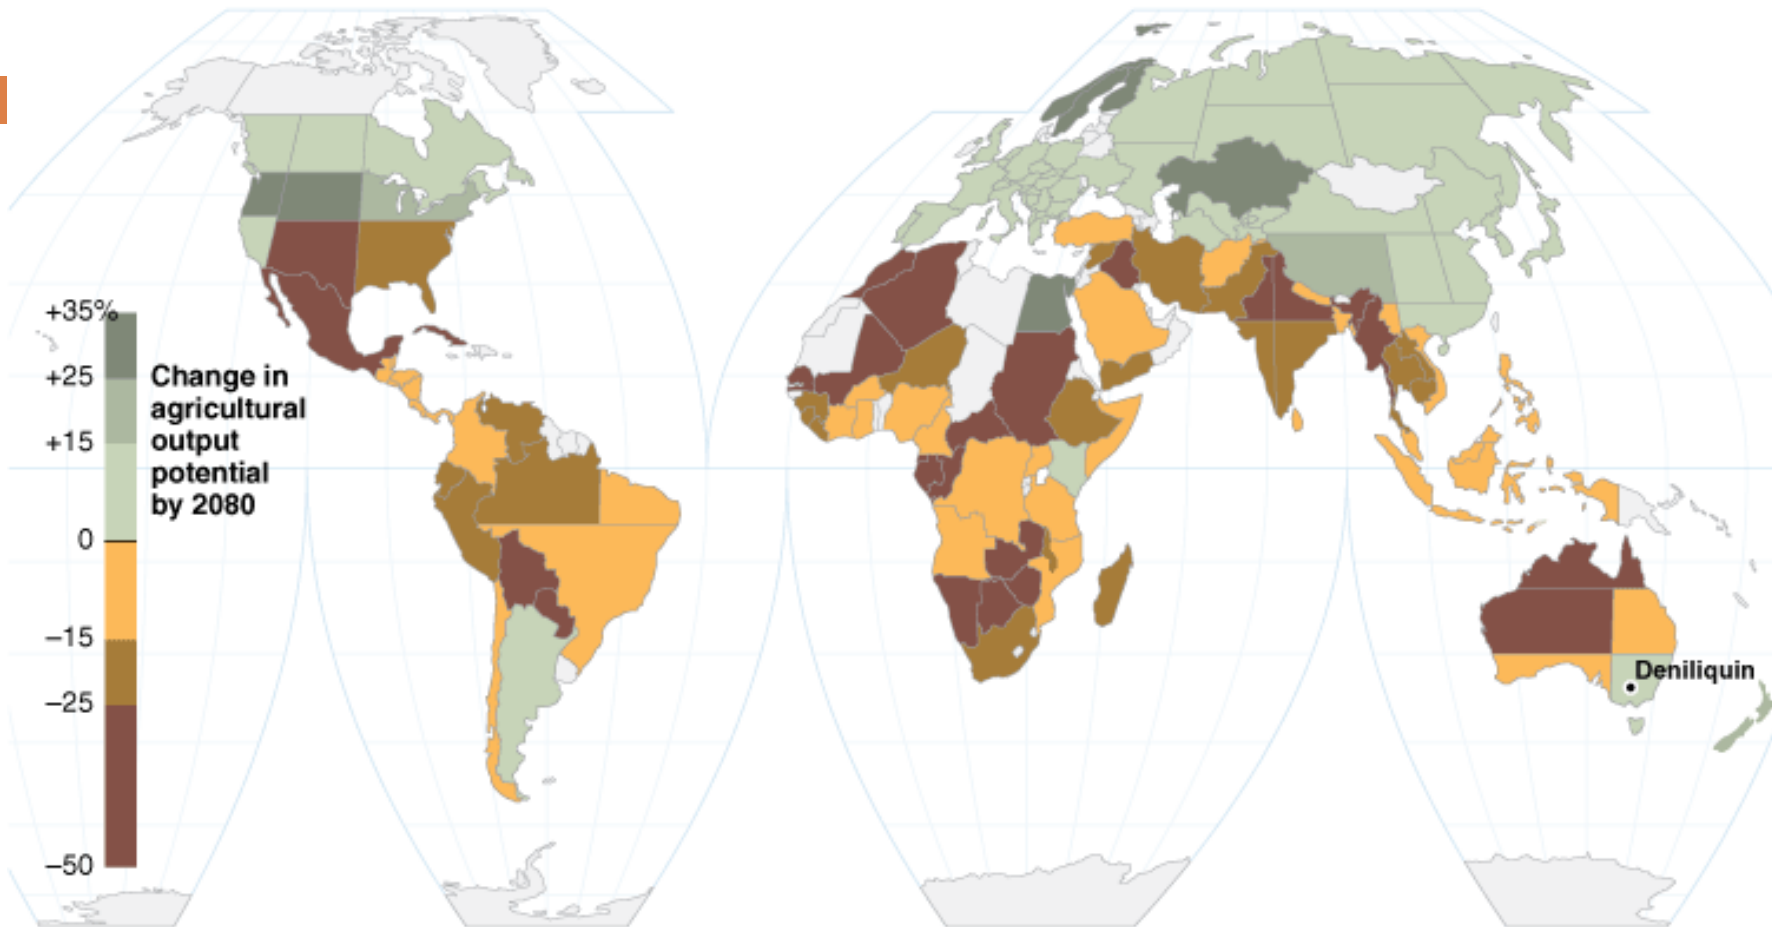 +35%
+25
+15
0
−15
−25
−50
Change in
agricultural
output
potential
by 2080
Deniliquin